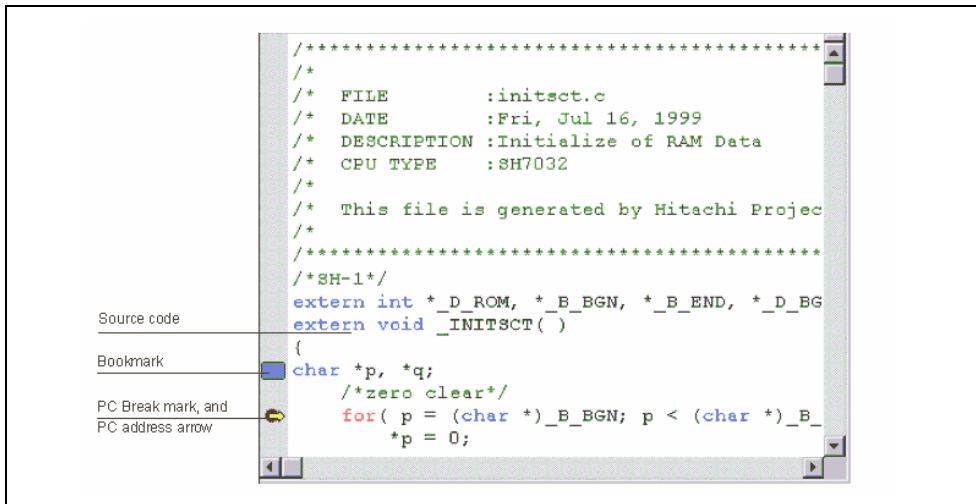 /*******************************************
/*
/*  FILE        :initsct.c
/*  DATE        :Fri, Jul 16, 1999
/*  DESCRIPTION :Initialize of RAM Data
/*  CPU TYPE    :SH7032
/*
/*  This file is generated by Hitachi Projec
/*
/*******************************************
/*SH-1*/
extern int *_D_ROM, *_B_BGN, *_B_END, *_D_BG
Source code
extern void _INITSCT( )
{
Bookmark
char *p, *q;
    /*zero clear*/
PC Break mark, and
PC address arrow
    for( p = (char *)_B_BGN; p < (char *)_B_
        *p = 0;